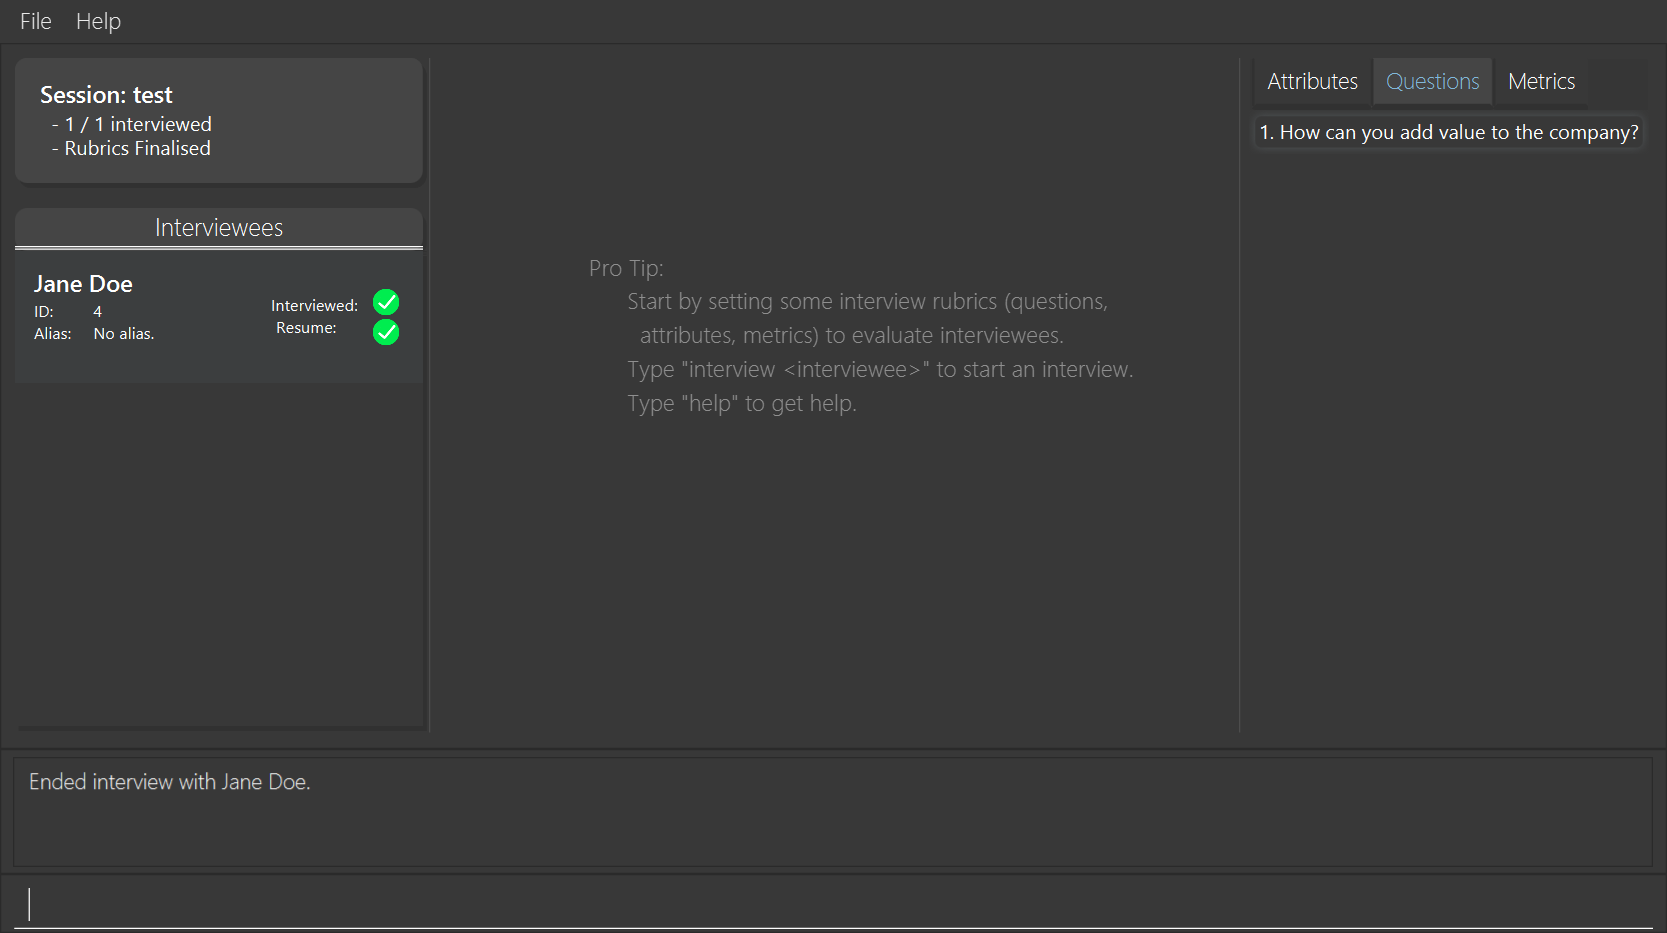 File Help
Session: test
- 1 / 1 interviewed
- Rubrics Finalised
Interviewees
Jane Doe
ID: 4
Alias: No alias.
Interviewed:
Resume:
Pro Tip:
Start by setting some interview rubrics (questions,
attributes, metrics) to evaluate interviewees.
Type "interview <interviewee>" to start an interview.
Type "help" to get help.
Attributes Questions Metrics
1. How can you add value to the company?
Ended interview with Jane Doe.